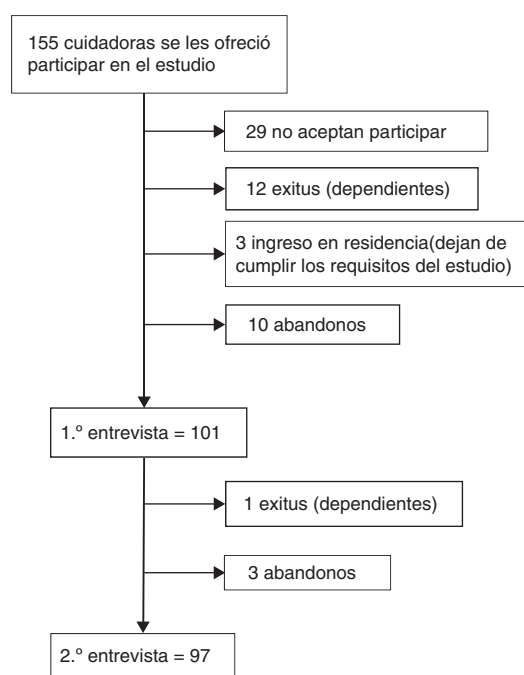 155 cuidadoras se les ofreció
participar en el estudio
29 no aceptan participar
12 exitus (dependientes)
3 ingreso en residencia(dejan de
cumplir los requisitos del estudio)
10 abandonos
1.º entrevista = 101
1 exitus (dependientes)
3 abandonos
2.º entrevista = 97